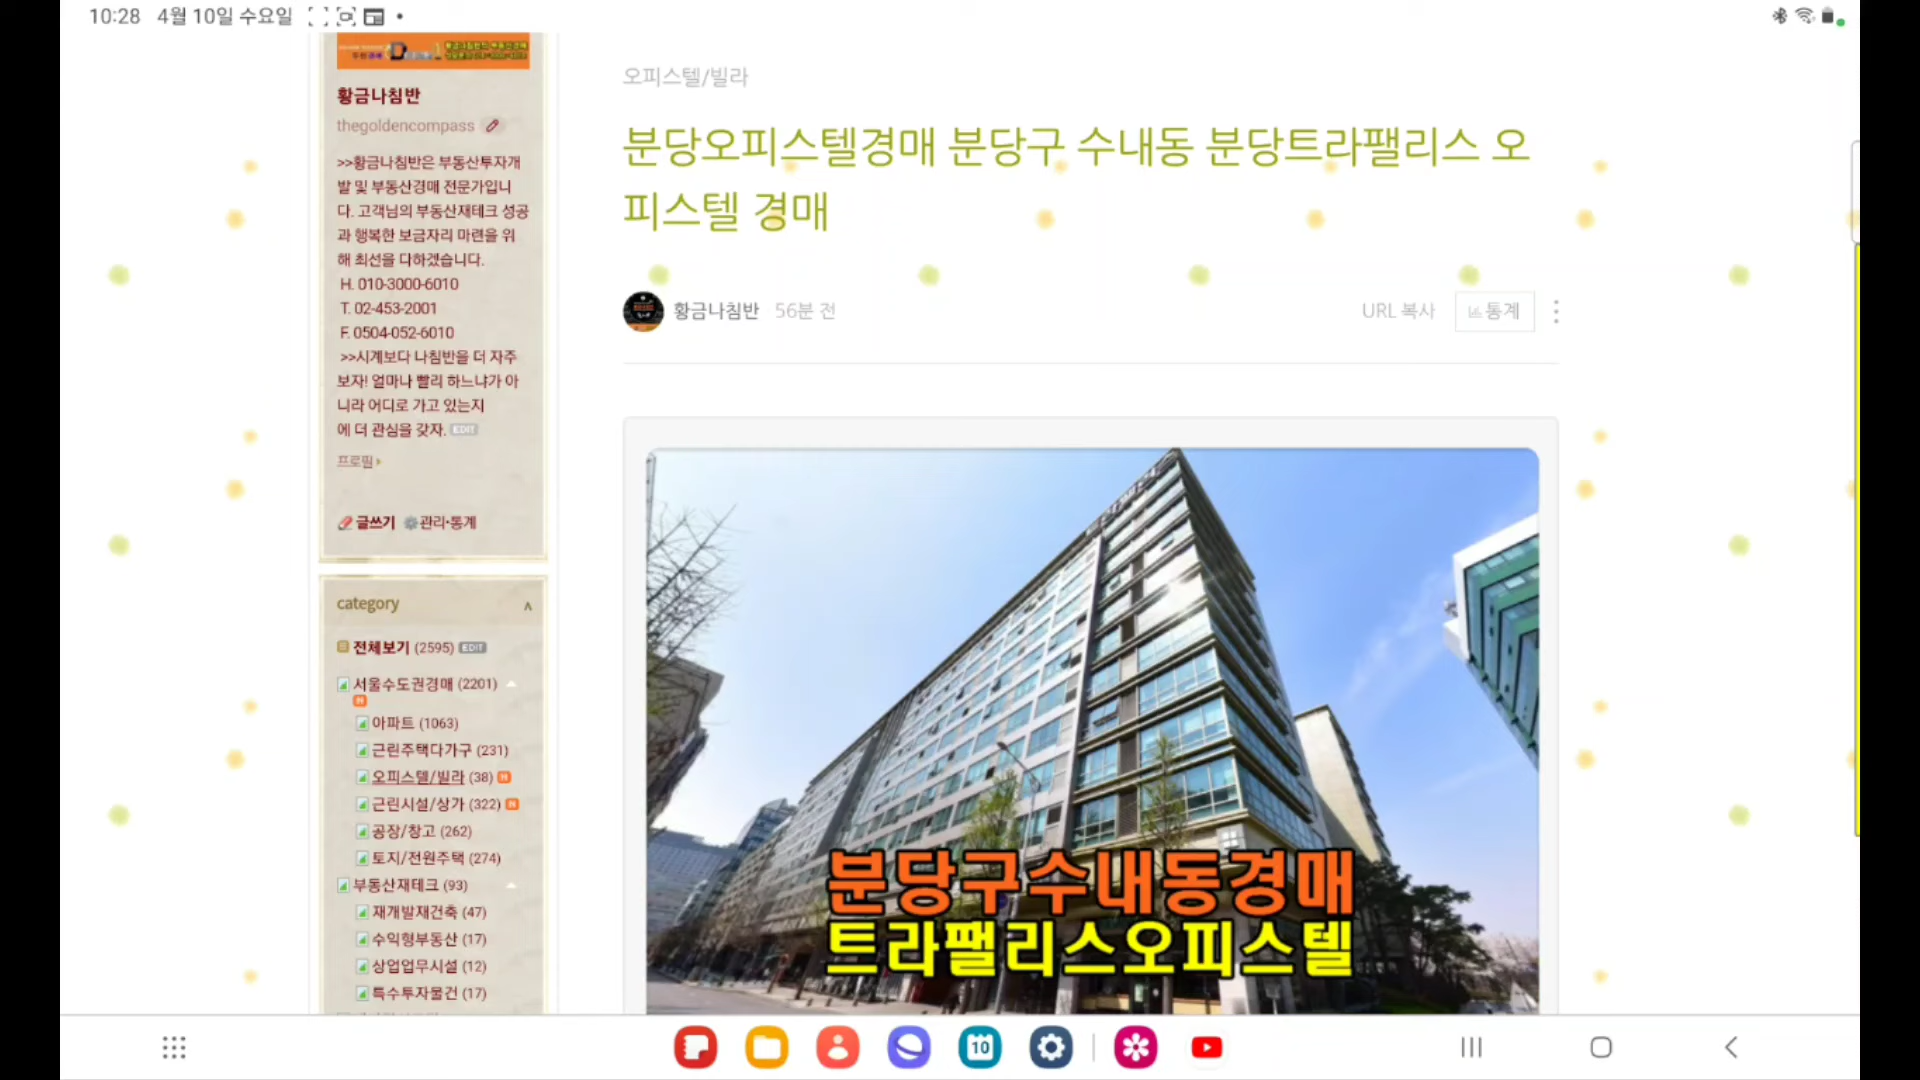 10:28 4월 10일 수요일
황금나침반
thegoldencompass
>>황금나침반은 부동산투자개
발 및 부동산경매 전문가입니
다. 고객님의 부동산재테크 성공
과 행복한 보금자리 마련을 위
해 최선을 다하겠습니다.
H. 010-3000-6010
T. 02-453-2001
F. 0504-052-6010
>>시계보다 나침반을 더 자주
보자! 얼마나 빨리 하느냐가 아
니라 어디로 가고 있는지
에 더 관심을 갖자. EDIT
프로필
글쓰기 관리·통계
category
전체보기 (2595) EDIT
서울수도권경매 (2201)
N
아파트 (1063)
근린주택다가구 (231)
오피스텔/빌라 (38) N
근린시설/상가 (322) N
공장/창고 (262)
토지/전원주택 (274)
부동산재테크 (93)
재개발재건축 (47)
수익형부동산 (17)
상업업무시설 (12)
특수투자물건 (17)
오피스텔/빌라
분당오피스텔경매 분당구 수내동 분당트라팰리스 오
피스텔 경매
황금나침반 56분 전
URL 복사 통계
분당구수내동경매
트라팰리스오피스텔
10